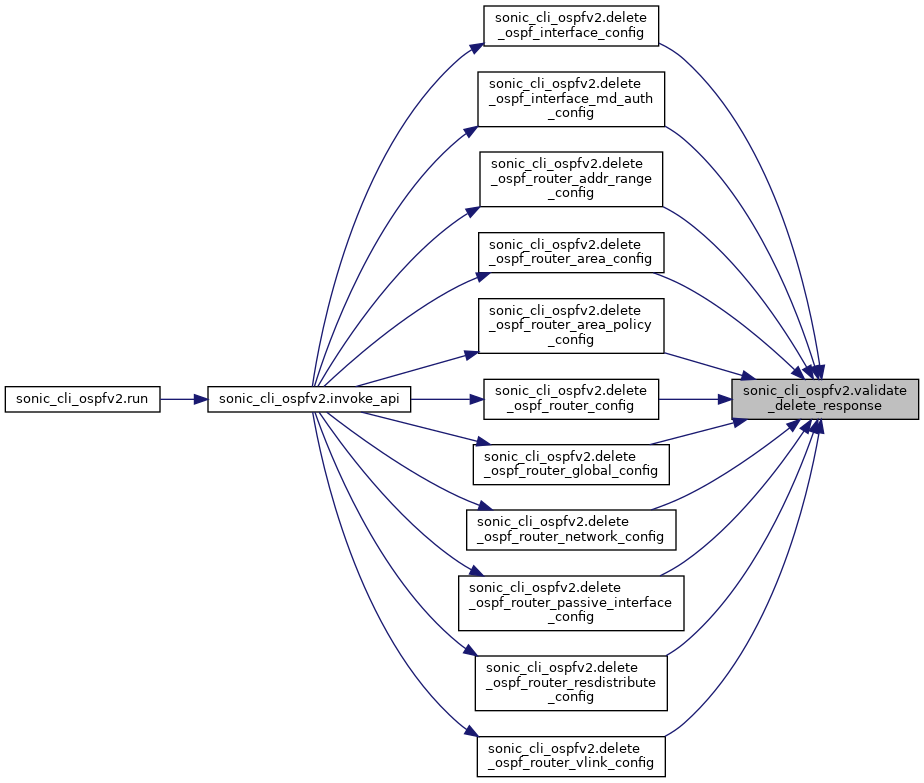 sonic_cli_ospfv2.delete
_ospf_interface_config
sonic_cli_ospfv2.delete
_ospf_interface_md_auth
_config
sonic_cli_ospfv2.delete
_ospf_router_addr_range
_config
sonic_cli_ospfv2.delete
_ospf_router_area_config
sonic_cli_ospfv2.delete
_ospf_router_area_policy
_config
sonic_cli_ospfv2.run
sonic_cli_ospfv2.invoke_api
sonic_cli_ospfv2.delete
_ospf_router_config
sonic_cli_ospfv2.validate
_delete_response
sonic_cli_ospfv2.delete
_ospf_router_global_config
sonic_cli_ospfv2.delete
_ospf_router_network_config
sonic_cli_ospfv2.delete
_ospf_router_passive_interface
_config
sonic_cli_ospfv2.delete
_ospf_router_resdistribute
_config
sonic_cli_ospfv2.delete
_ospf_router_vlink_config